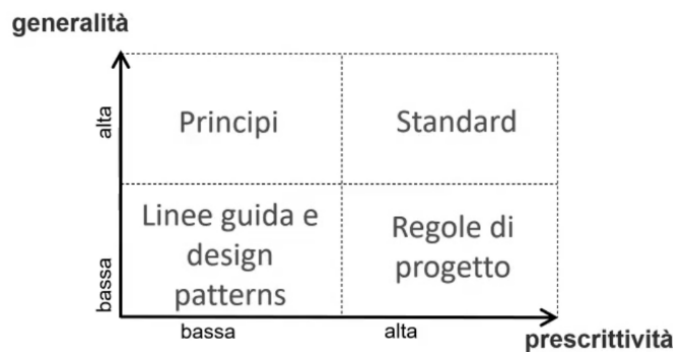 generalità
alta
Principi
Standard
bassa
Linee guida e
design
patterns
Regole di
progetto
bassa
alta
prescrittività